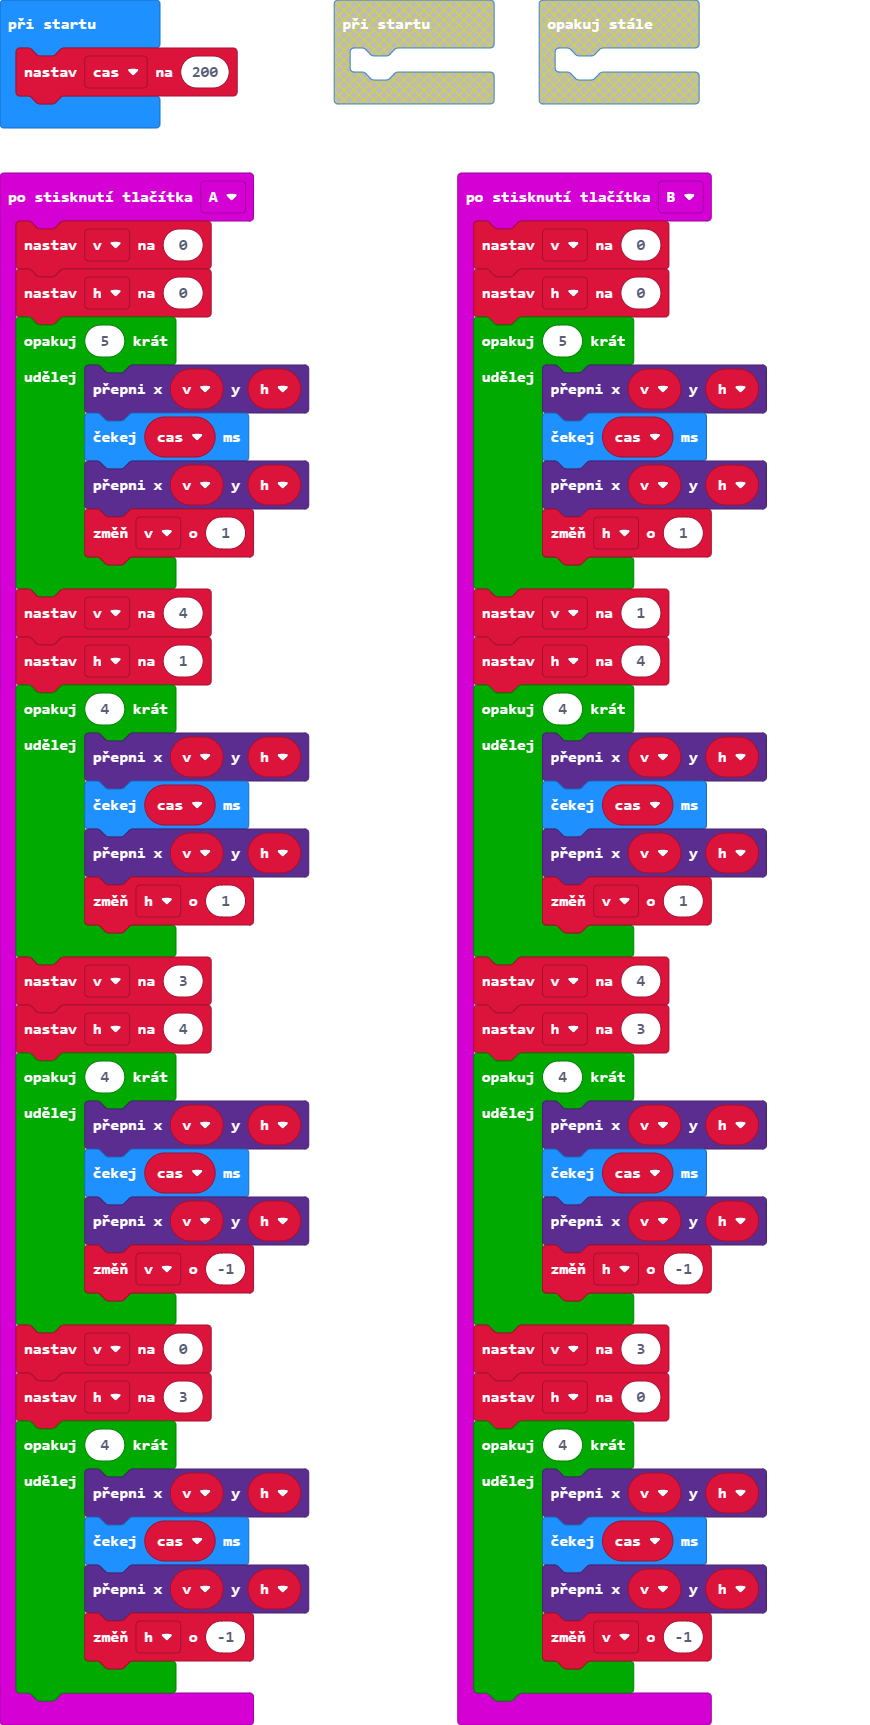 při startu
nastav cas na 200
při startu
opakuj stále
po stisknutí tlačítka A
nastav v na 0
nastav h na 0
opakuj 5 krát
udělej
přepni x v y h
čekej cas ms
přepni x v y h
změň v o 1
nastav v na 4
nastav h na 1
opakuj 4 krát
udělej
přepni x v y h
čekej cas ms
přepni x v y h
změň h o 1
nastav v na 3
nastav h na 4
opakuj 4 krát
udělej
přepni x v y h
čekej cas ms
přepni x v y h
změň v o -1
nastav v na 0
nastav h na 3
opakuj 4 krát
udělej
přepni x v y h
čekej cas ms
přepni x v y h
změň h o -1
po stisknutí tlačítka B
nastav v na 0
nastav h na 0
opakuj 5 krát
udělej
přepni x v y h
čekej cas ms
přepni x v y h
změň h o 1
nastav v na 1
nastav h na 4
opakuj 4 krát
udělej
přepni x v y h
čekej cas ms
přepni x v y h
změň v o 1
nastav v na 4
nastav h na 3
opakuj 4 krát
udělej
přepni x v y h
čekej cas ms
přepni x v y h
změň h o -1
nastav v na 3
nastav h na 0
opakuj 4 krát
udělej
přepni x v y h
čekej cas ms
přepni x v y h
změň v o -1